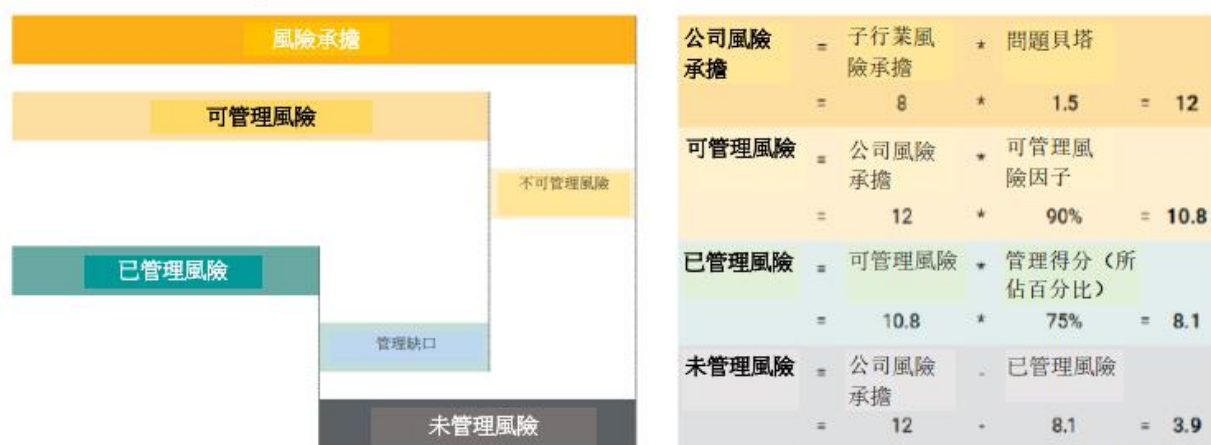 風險承擔
可管理風險
不可管理風險
已管理風險
管理缺口
未管理風險
公司風險 = 子行業風 * 問題貝塔
承擔 險承擔
= 8 * 1.5 = 12
可管理風險 = 公司風險 * 可管理風
承擔 險因子
= 12 * 90% = 10.8
已管理風險 = 可管理風險 * 管理得分（所
佔百分比）
= 10.8 * 75% = 8.1
未管理風險 = 公司風險 - 已管理風險
承擔
= 12 - 8.1 = 3.9